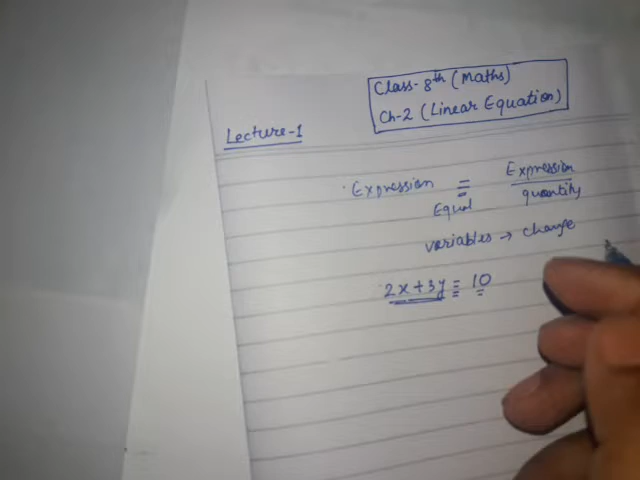 Class-8th (Maths)
Ch-2 (Linear Equation)
Lecture-1
Expression = Expression/quantity
Equal
variables → change
2x+3y = 10